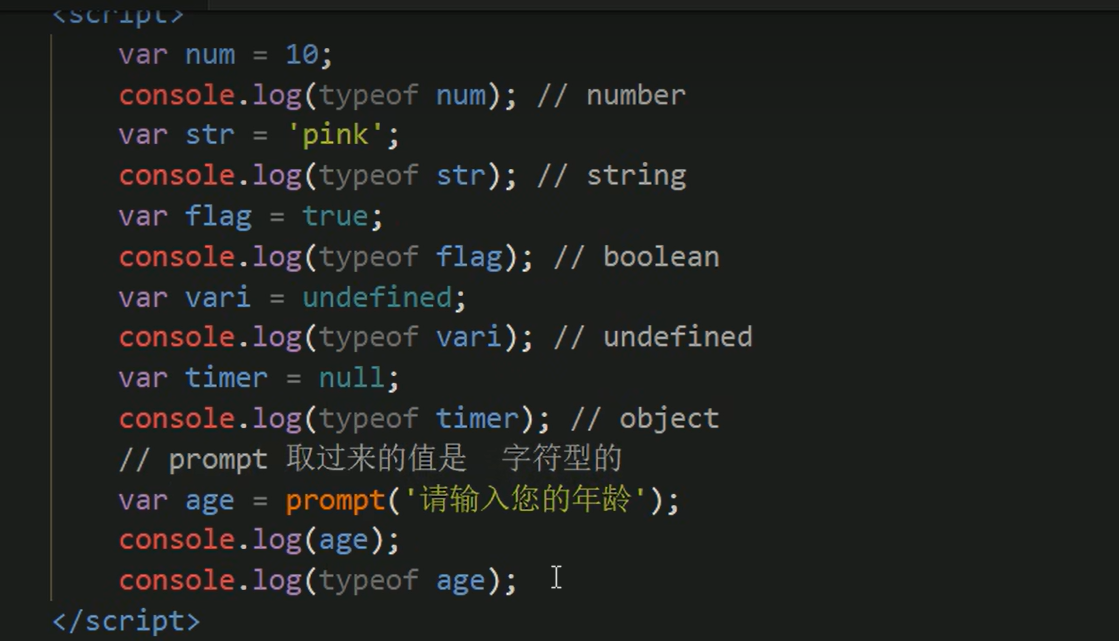 <script>
var num = 10;
console.log(typeof num); // number
var str = 'pink';
console.log(typeof str); // string
var flag = true;
console.log(typeof flag); // boolean
var vari = undefined;
console.log(typeof vari); // undefined
var timer = null;
console.log(typeof timer); // object
// prompt 取过来的值是  字符型的
var age = prompt('请输入您的年龄');
console.log(age);
console.log(typeof age);
</script>